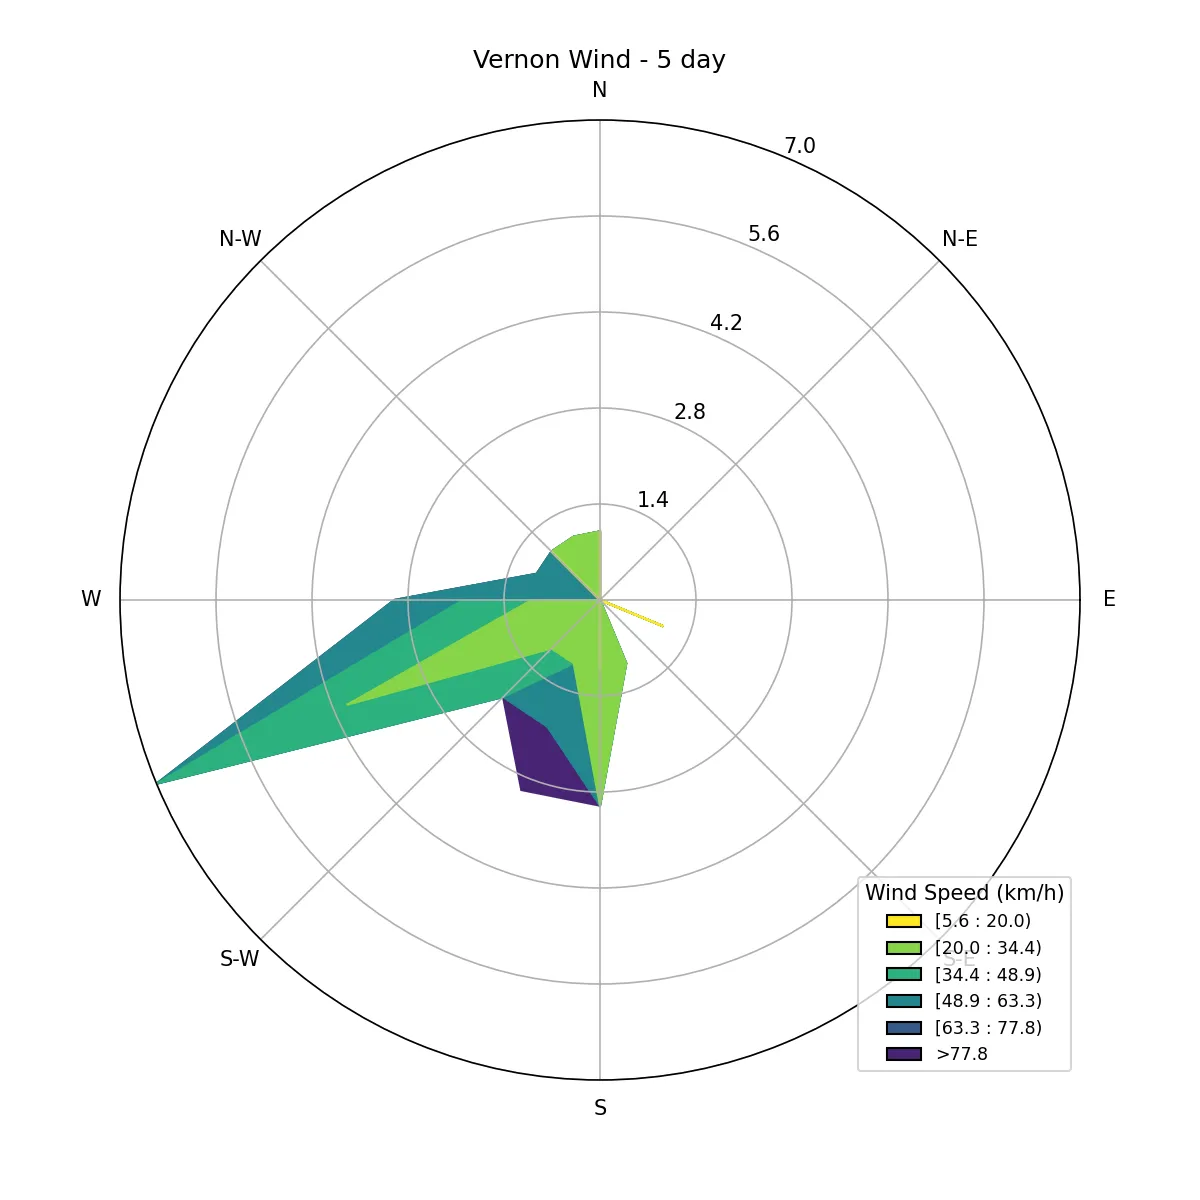 Vernon Wind - 5 day
N
7.0
N-W
5.6
N-E
4.2
2.8
1.4
W
E
S-W
S-E
S
Wind Speed (km/h)
[5.6 : 20.0)
[20.0 : 34.4)
[34.4 : 48.9)
[48.9 : 63.3)
[63.3 : 77.8)
>77.8